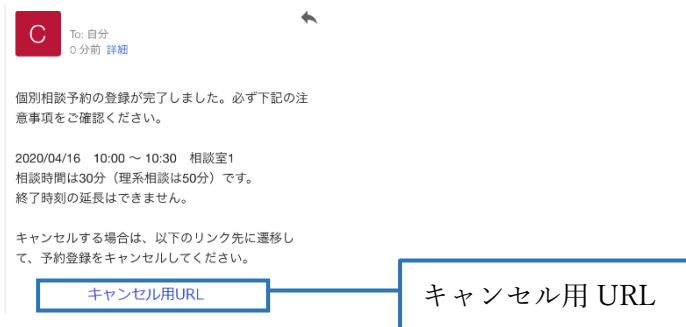 C
To: 自分
0 分前 詳細
個別相談予約の登録が完了しました。必ず下記の注
意事項をご確認ください。
2020/04/16 10:00 〜 10:30 相談室1
相談時間は30分（理系相談は50分）です。
終了時刻の延長はできません。
キャンセルする場合は、以下のリンク先に遷移し
て、予約登録をキャンセルしてください。
キャンセル用URL
キャンセル用 URL